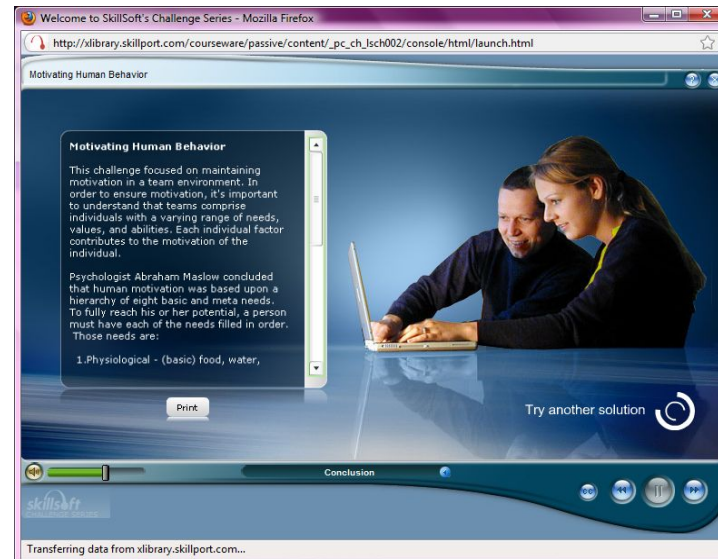 Welcome to SkillSoft's Challenge Series - Mozilla Firefox
http://xlibrary.skillport.com/courseware/passive/content/_pc_ch_lsch002/console/html/launch.html
Motivating Human Behavior
Motivating Human Behavior
This challenge focused on maintaining
motivation in a team environment. In
order to ensure motivation, it's important
to understand that teams comprise
individuals with a varying range of needs,
values, and abilities. Each individual factor
contributes to the motivation of the
individual.
Psychologist Abraham Maslow concluded
that human motivation was based upon a
hierarchy of eight basic and meta needs.
To fully reach his or her potential, a person
must have each of the needs filled in order.
Those needs are:
1.Physiological - (basic) food, water,
Print
Try another solution
Conclusion
CC
skillsoft
CHALLENGE SERIES
Transferring data from xlibrary.skillport.com...